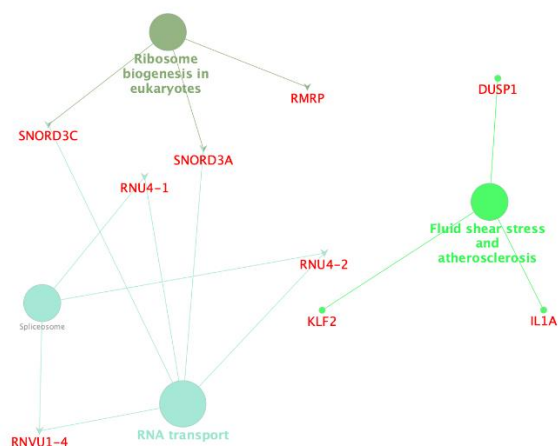 Ribosome
biogenesis in
eukaryotes
DUSP1
RMRP
SNORD3C
SNORD3A
RNU4-1
Fluid shear stress
and
atherosclerosis
RNU4-2
KLF2
IL1A
Spliceosome
RNVU1-4
RNA transport